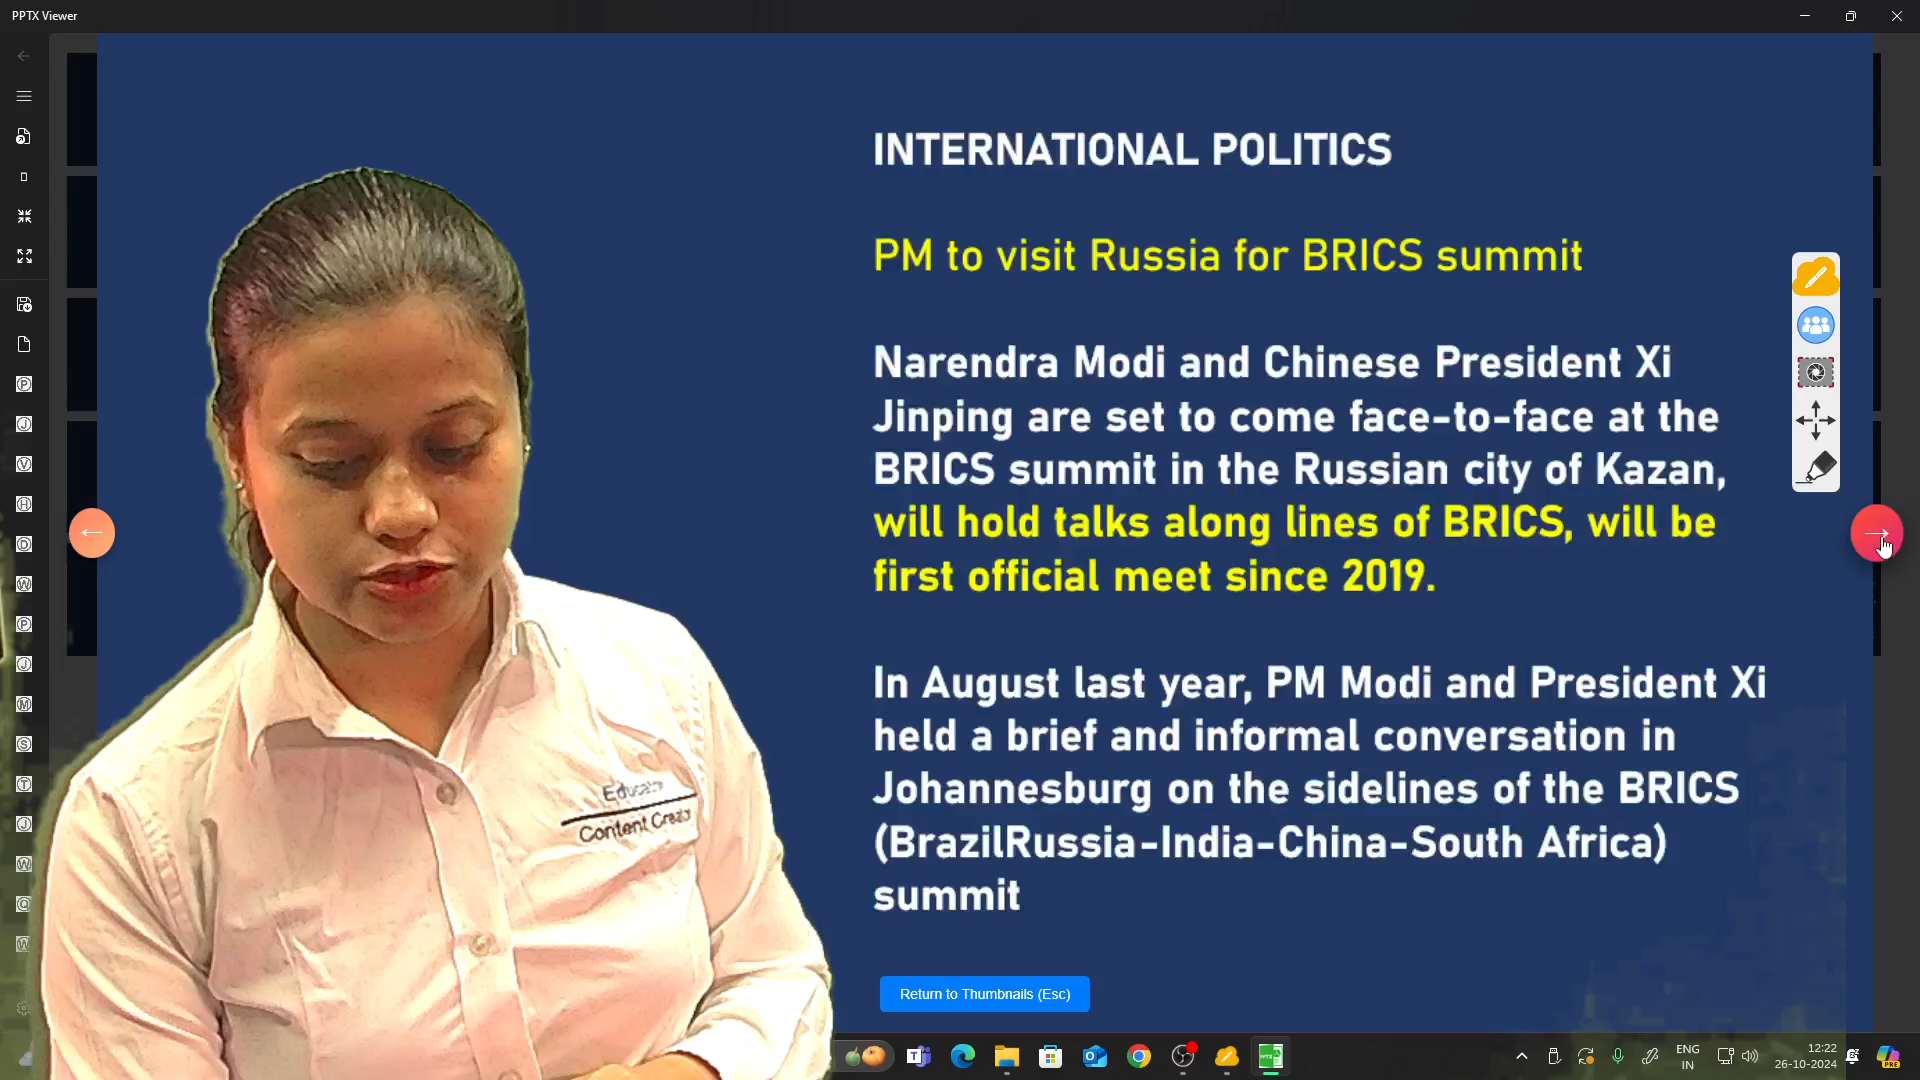 PPTX Viewer
INTERNATIONAL POLITICS
PM to visit Russia for BRICS summit
Narendra Modi and Chinese President Xi
Jinping are set to come face-to-face at the
BRICS summit in the Russian city of Kazan,
will hold talks along lines of BRICS, will be
first official meet since 2019.
In August last year, PM Modi and President Xi
held a brief and informal conversation in
Johannesburg on the sidelines of the BRICS
(BrazilRussia-India-China-South Africa)
summit
Content
Return to Thumbnails (Esc)
P
J
V
H
D
W
P
J
M
S
T
J
W
Q
W
ENG
IN
12:22
26-10-2024